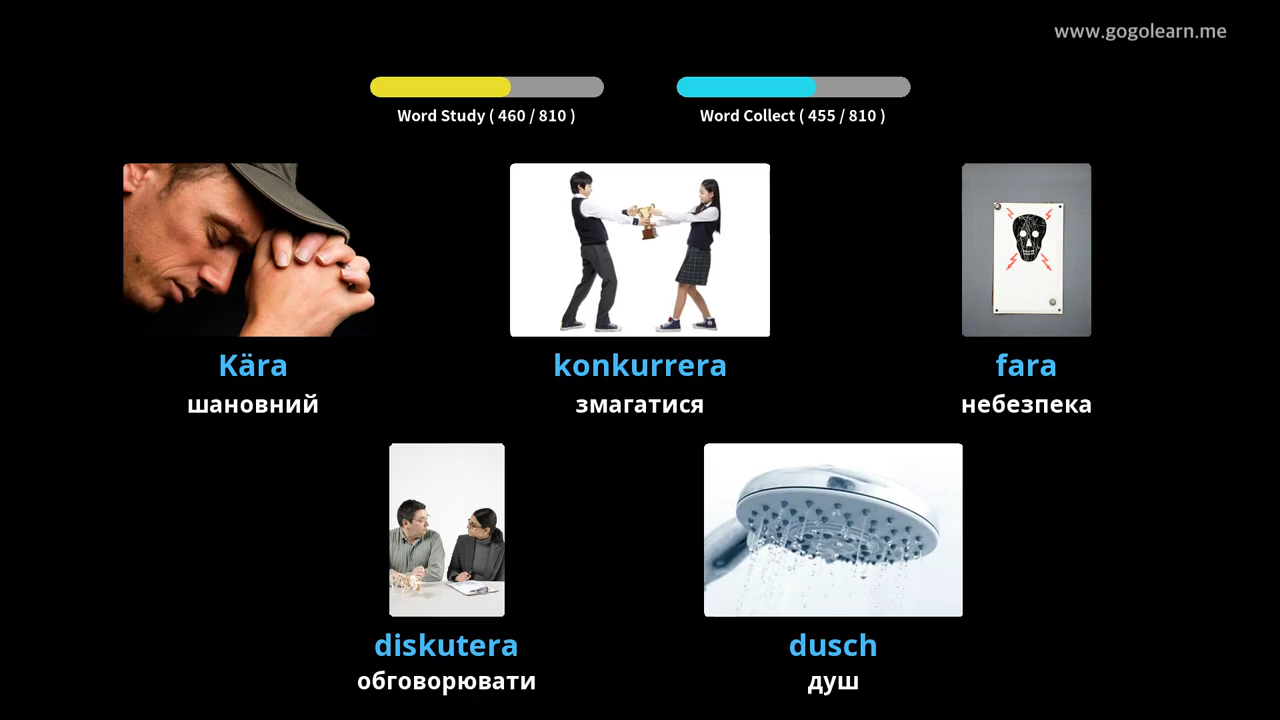 www.gogolearn.me
Word Study ( 460 / 810 )
Word Collect ( 455 / 810 )
Kära
шановний
konkurrera
змагатися
fara
небезпека
diskutera
обговорювати
dusch
душ